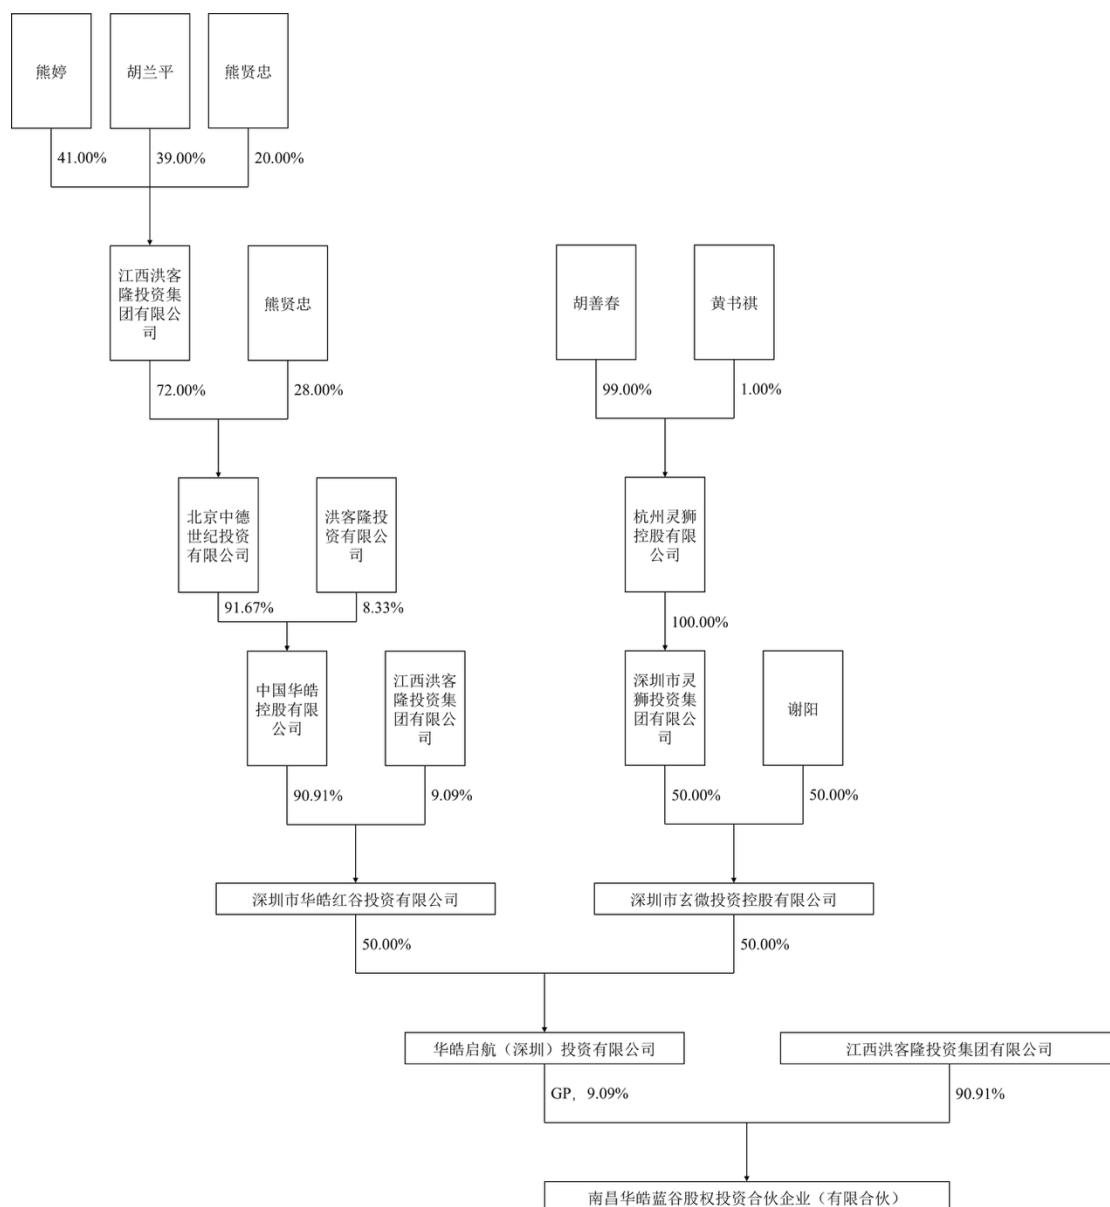 熊婷
胡兰平
熊贤忠
41.00%
39.00%
20.00%
江西洪客
隆投资集
团有限公
司
熊贤忠
胡善春
黄书祺
72.00%
28.00%
99.00%
1.00%
北京中德
世纪投资
有限公司
洪客隆投
资有限公
司
杭州灵狮
控股有限
公司
91.67%
8.33%
100.00%
中国华皓
控股有限
公司
江西洪客
隆投资集
团有限公
司
深圳市灵
狮投资集
团有限公
司
谢阳
90.91%
9.09%
50.00%
50.00%
深圳市华皓红谷投资有限公司
深圳市玄微投资控股有限公司
50.00%
50.00%
华皓启航（深圳）投资有限公司
江西洪客隆投资集团有限公司
GP，9.09%
90.91%
南昌华皓蓝谷股权投资合伙企业（有限合伙）